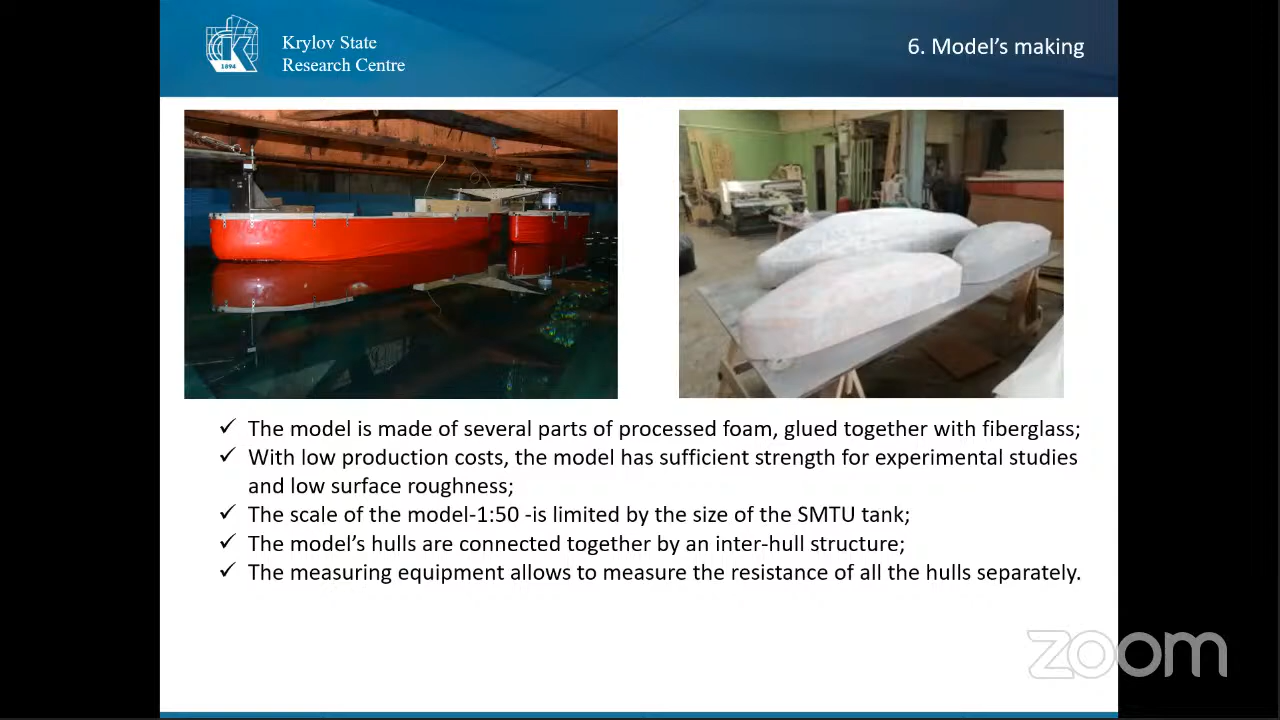 Krylov State
Research Centre
1894
6. Model's making
✓ The model is made of several parts of processed foam, glued together with fiberglass;
✓ With low production costs, the model has sufficient strength for experimental studies
and low surface roughness;
✓ The scale of the model-1:50 -is limited by the size of the SMTU tank;
✓ The model's hulls are connected together by an inter-hull structure;
✓ The measuring equipment allows to measure the resistance of all the hulls separately.
zoom